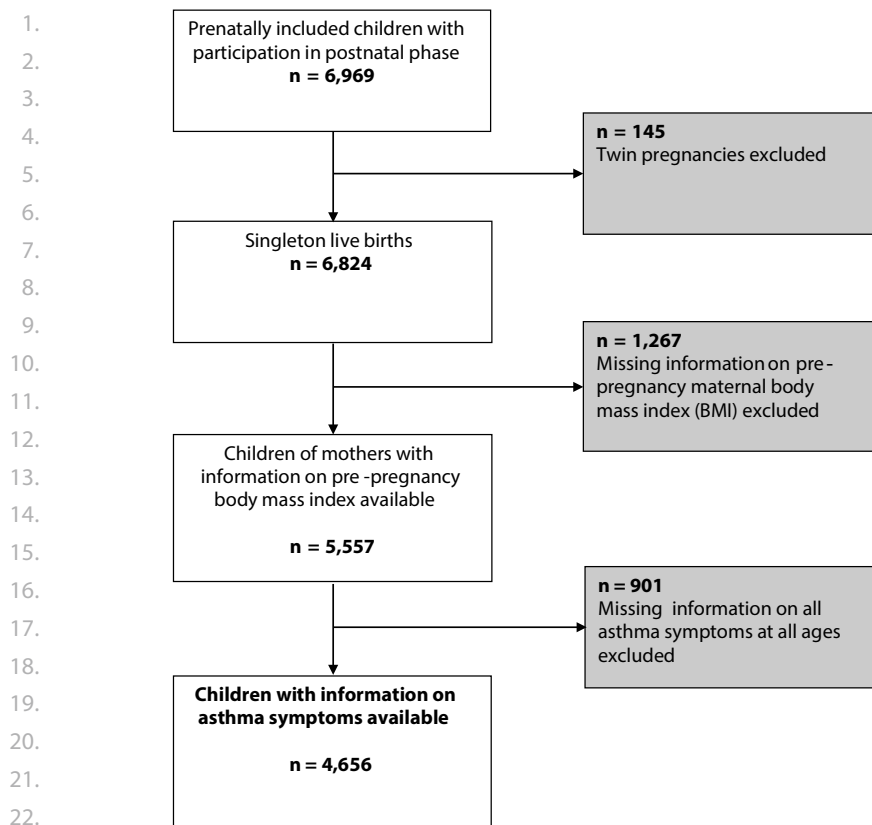 1.
2.
3.
4.
5.
6.
7.
8.
9.
10.
11.
12.
13.
14.
15.
16.
17.
18.
19.
20.
21.
22.
Prenatally included children with
participation in postnatal phase
n = 6,969
n = 145
Twin pregnancies excluded
Singleton live births
n = 6,824
n = 1,267
Missing information on pre-
pregnancy maternal body
mass index (BMI) excluded
Children of mothers with
information on pre -pregnancy
body mass index available
n = 5,557
n = 901
Missing information on all
asthma symptoms at all ages
excluded
Children with information on
asthma symptoms available
n = 4,656